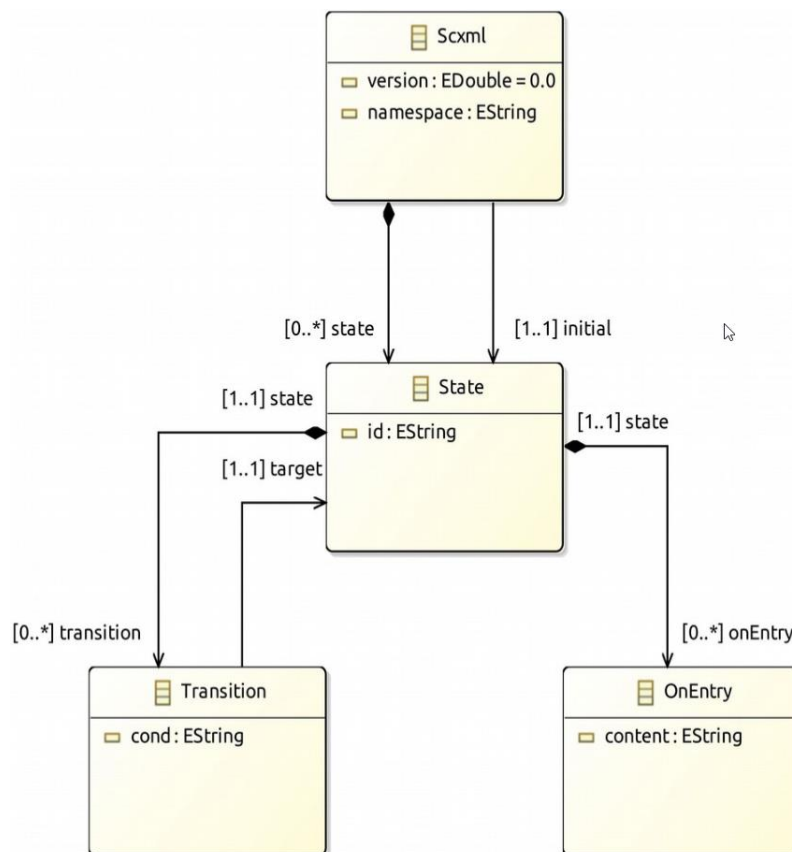 Scxml
version : EDouble = 0.0
namespace : EString
[0..*] state
[1..1] initial
State
id : EString
[1..1] state
[1..1] target
[1..1] state
[0..*] transition
[0..*] onEntry
Transition
cond : EString
OnEntry
content : EString